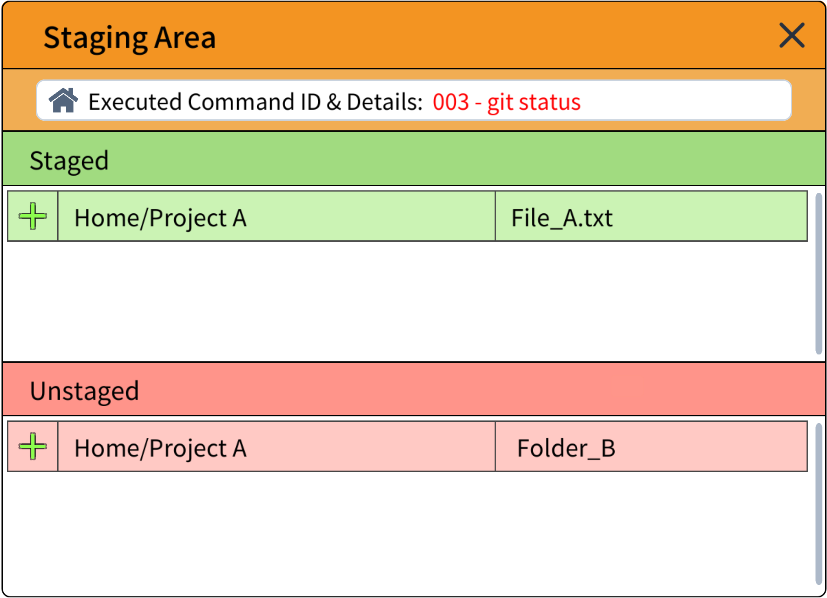 Staging Area
Executed Command ID & Details: 003 - git status
Staged
Home/Project A File_A.txt
Unstaged
Home/Project A Folder_B